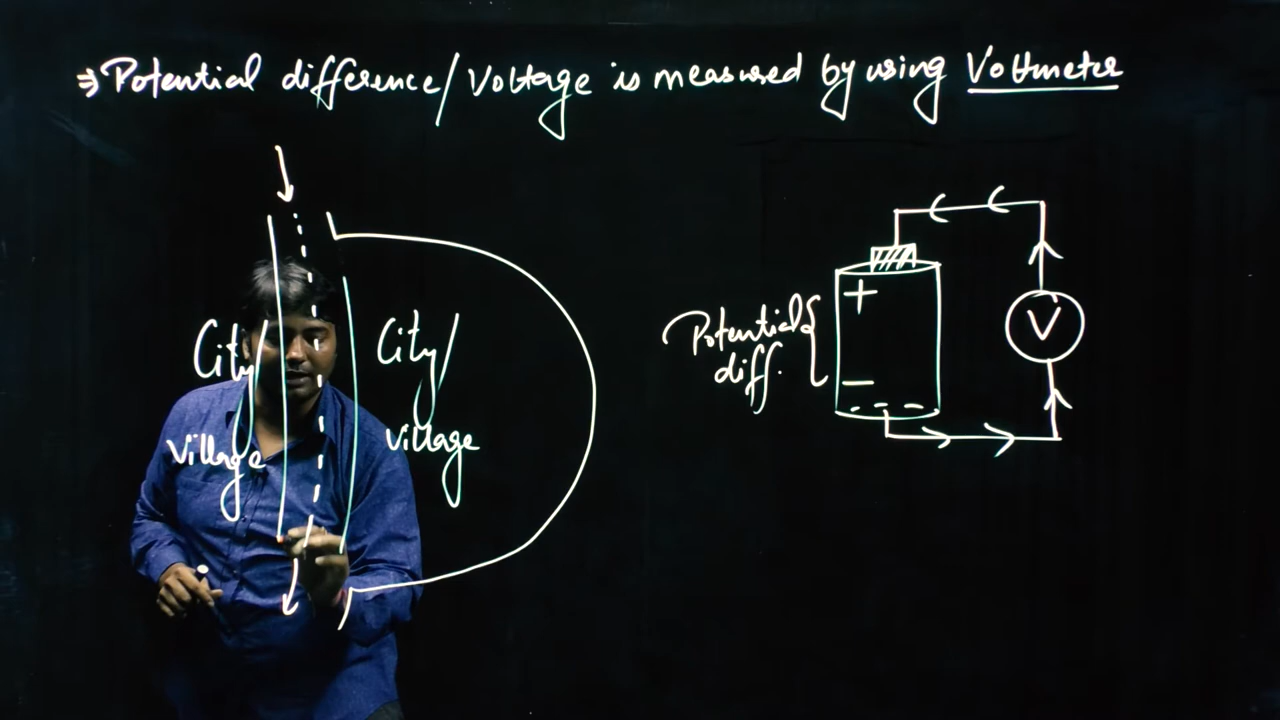 ⇒ Potential difference/Voltage is measured by using Voltmeter
City/
Village
City/
Village
Potential
diff.
+
−
V